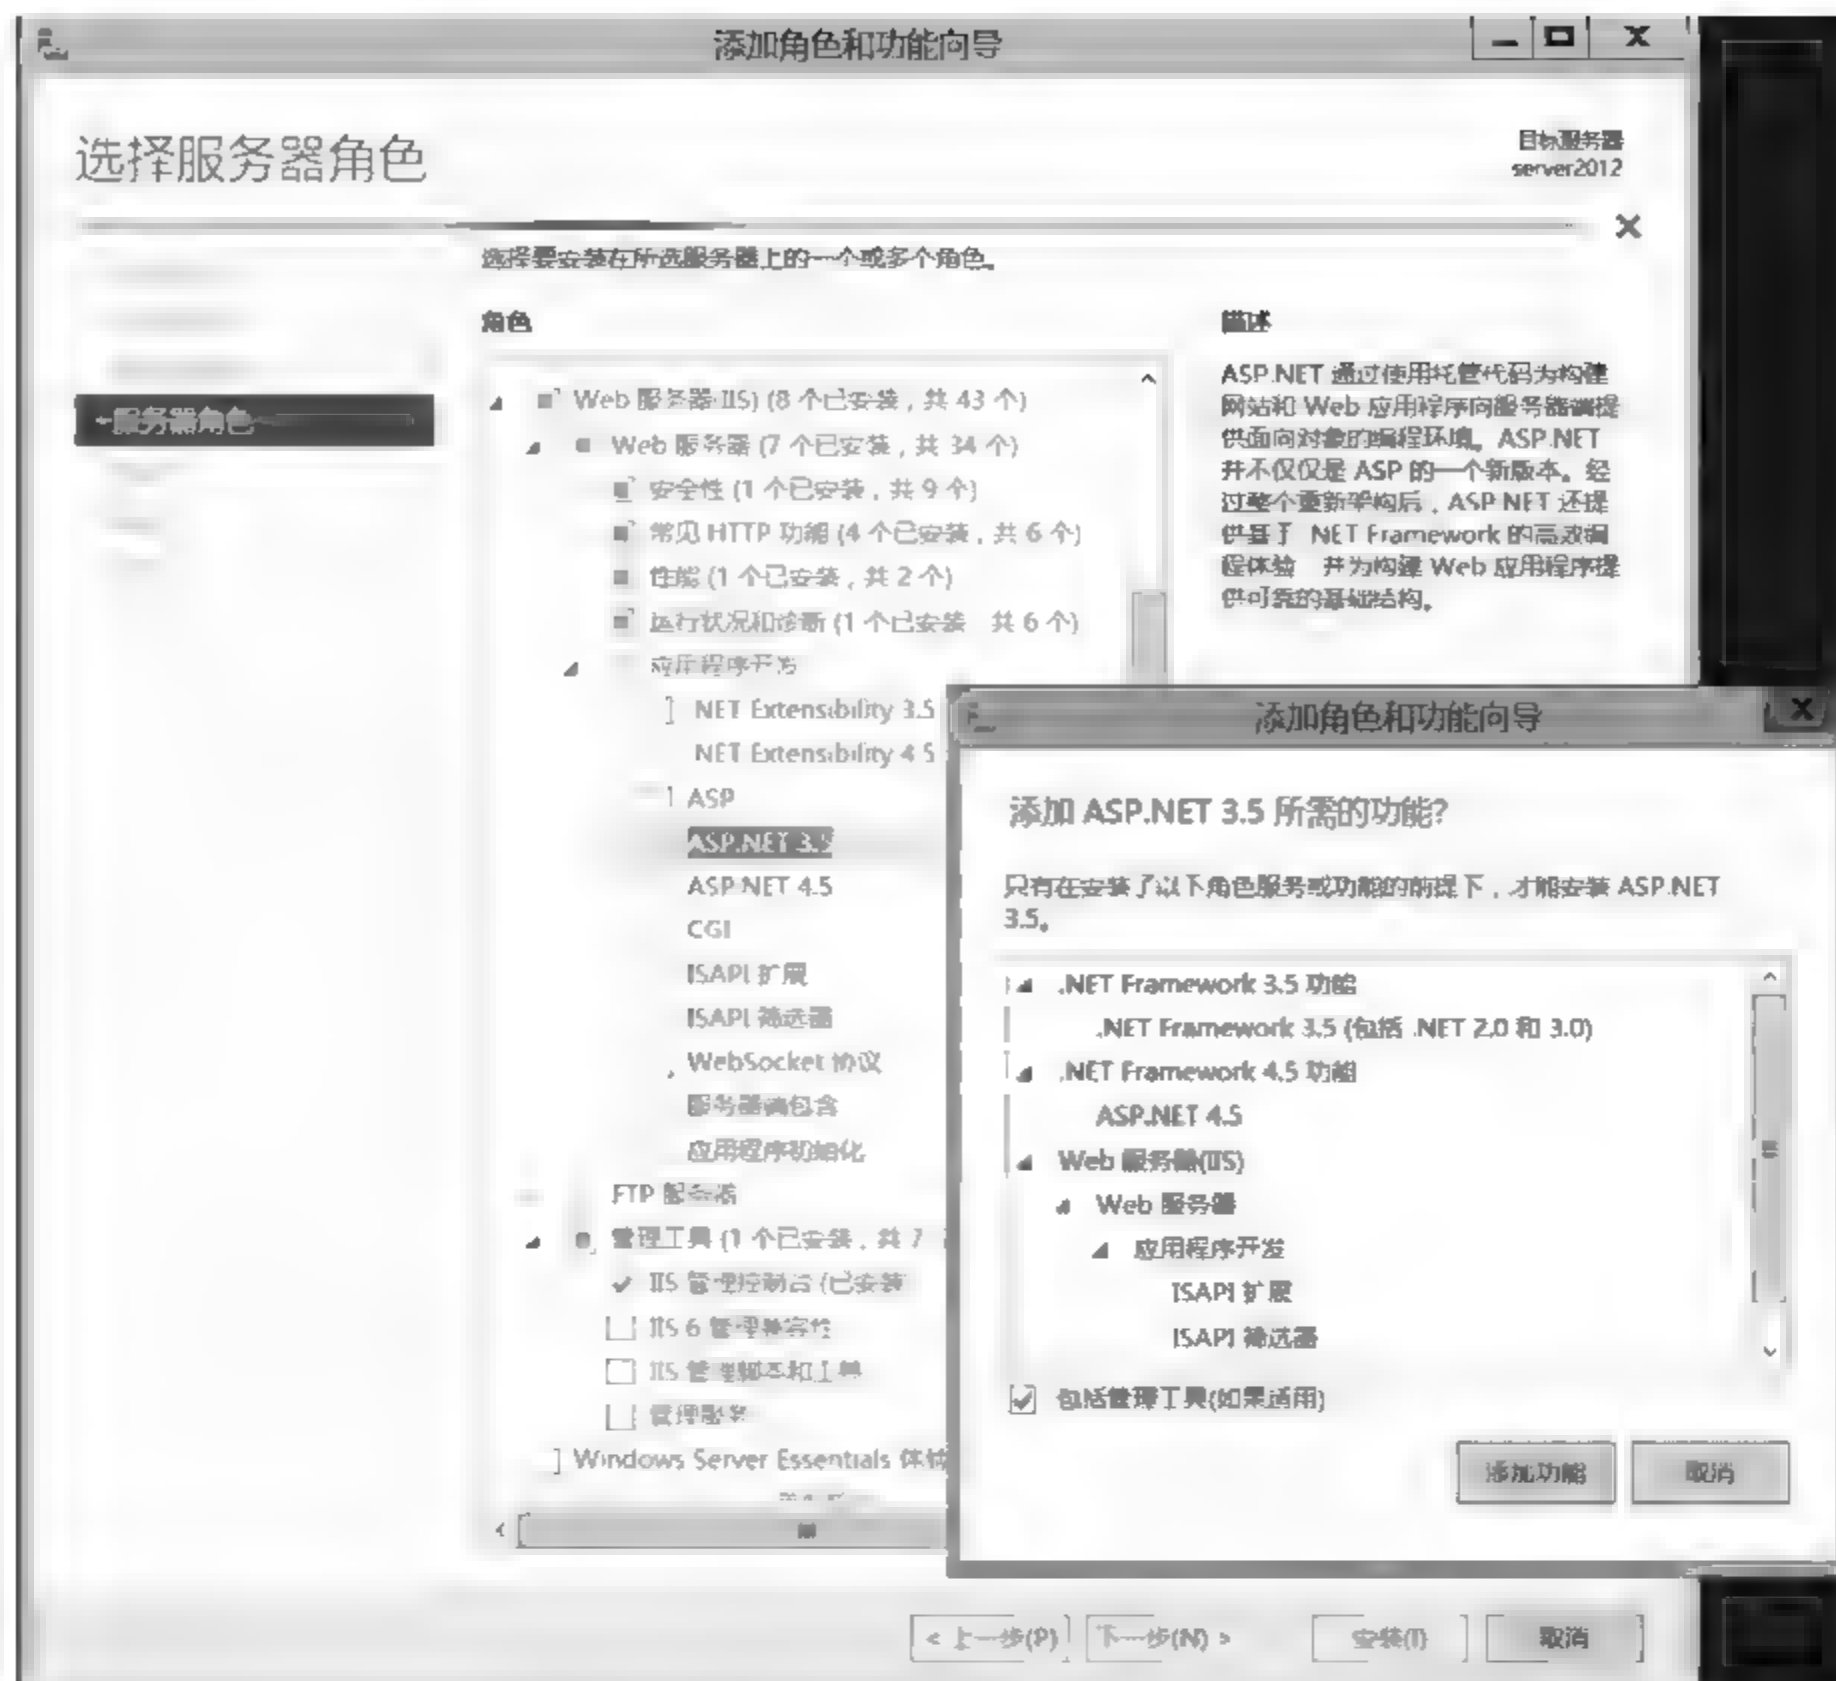 添加角色和功能向导
选择服务器角色
目标服务器
server2012
选择要安装在所选服务器上的一个或多个角色。
服务器角色
角色
Web 服务器(IIS) (8 个已安装，共 43 个)
Web 服务器 (7 个已安装，共 34 个)
安全性 (1 个已安装，共 9 个)
常见 HTTP 功能 (4 个已安装，共 6 个)
性能 (1 个已安装，共 2 个)
运行状况和诊断 (1 个已安装 共 6 个)
应用程序开发
NET Extensibility 3.5
NET Extensibility 4 5
ASP
ASP.NET 3.5
ASP NET 4.5
CGI
ISAPI 扩展
ISAPI 筛选器
WebSocket 协议
服务器端包含
应用程序初始化
FTP 服务器
管理工具 (1 个已安装，共 7
IIS 管理控制台 (已安装
IIS 6 管理兼容性
IIS 管理脚本和工具
管理服务
Windows Server Essentials 体
描述
ASP.NET 通过使用托管代码为构建
网站和 Web 应用程序向服务器端提
供面向对象的编程环境。ASP NET
并不仅仅是 ASP 的一个新版本。经
过整个重新架构后，ASP NET 还提
供基于 NET Framework 的高效编
程体验 并为构建 Web 应用程序提
供可靠的基础结构。
添加角色和功能向导
添加 ASP.NET 3.5 所需的功能?
只有在安装了以下角色服务或功能的前提下，才能安装 ASP.NET
3.5。
.NET Framework 3.5 功能
.NET Framework 3.5 (包括 .NET 2.0 和 3.0)
.NET Framework 4.5 功能
ASP.NET 4.5
Web 服务器(IIS)
Web 服务器
应用程序开发
ISAPI 扩展
ISAPI 筛选器
包括管理工具(如果适用)
添加功能
取消
< 上一步(P)
下一步(N) >
安装(I)
取消